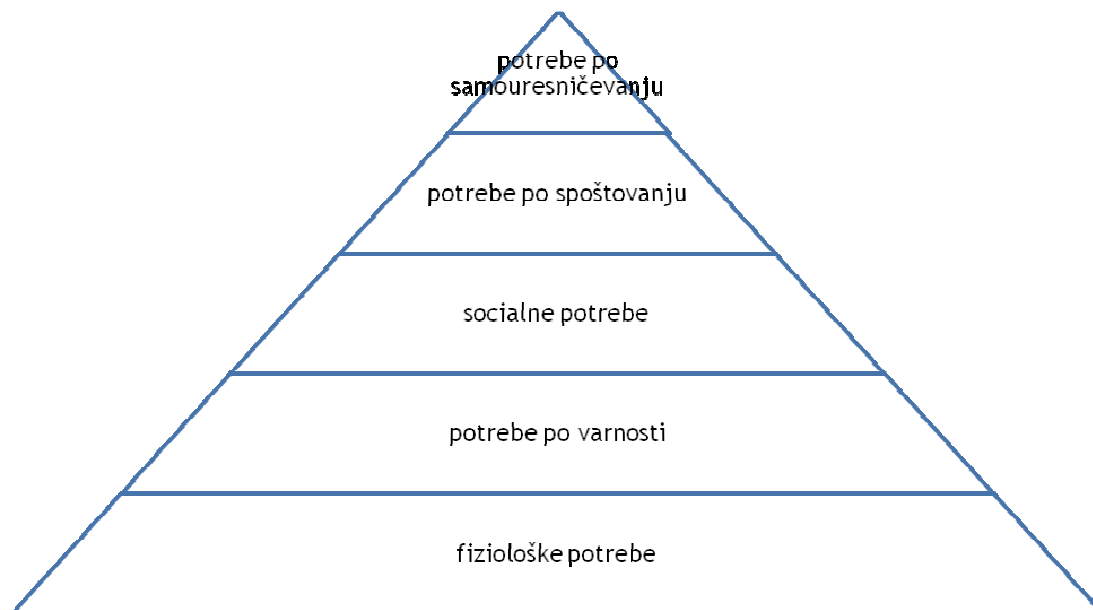 potrebe po
samouresničevanju
potrebe po spoštovanju
socialne potrebe
potrebe po varnosti
fiziološke potrebe